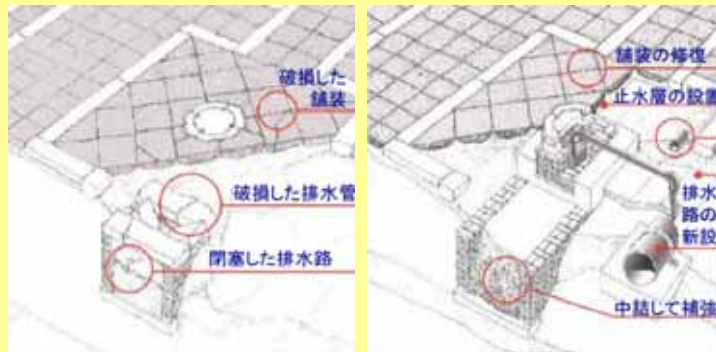 破損した
舗装
破損した排水管
閉塞した排水路
舗装の修復
止水層の設置
排水
路の
新設
中詰して補強